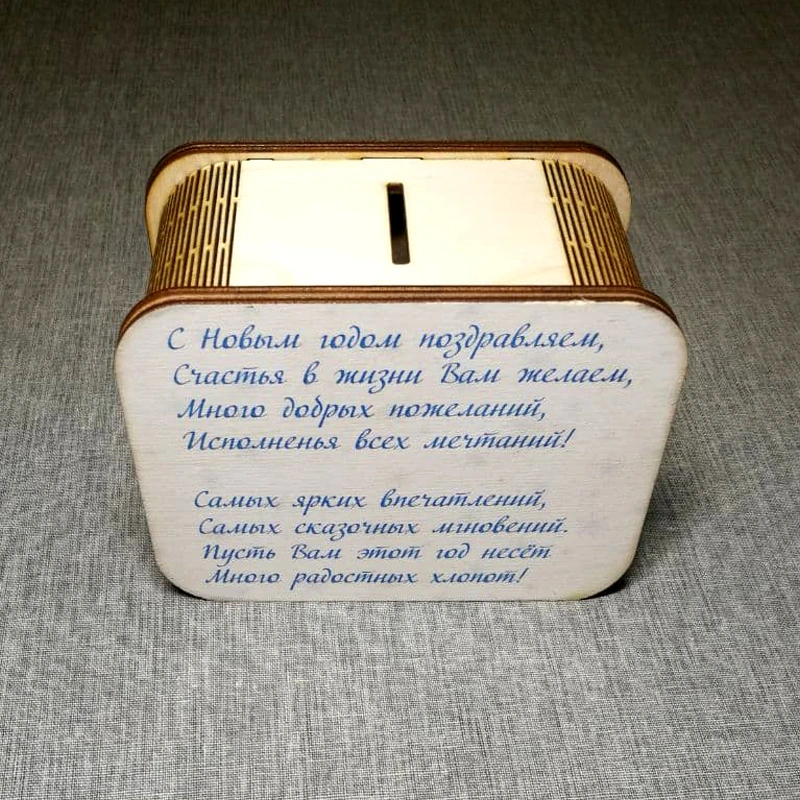 С Новым годом поздравляем,
Счастья в жизни Вам желаем,
Много добрых пожеланий,
Исполненья всех мечтаний!
Самых ярких впечатлений,
Самых сказочных мгновений.
Пусть Вам этот год несёт
Много радостных хлопот!